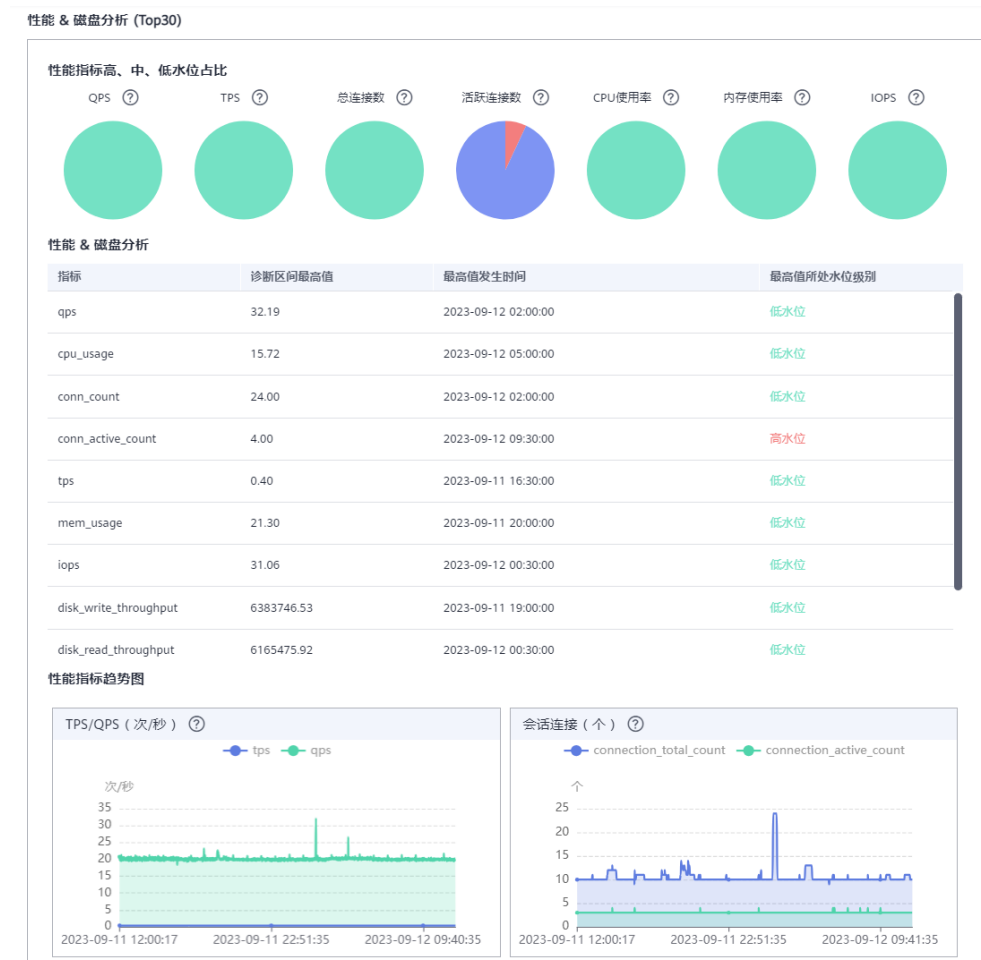 性能 & 磁盘分析 (Top30)
性能指标高、中、低水位占比
QPS ? TPS ? 总连接数 ? 活跃连接数 ? CPU使用率 ? 内存使用率 ? IOPS ?
性能 & 磁盘分析
指标 诊断区间最高值 最高值发生时间 最高值所处水位级别
qps 32.19 2023-09-12 02:00:00 低水位
cpu_usage 15.72 2023-09-12 05:00:00 低水位
conn_count 24.00 2023-09-12 02:00:00 低水位
conn_active_count 4.00 2023-09-12 09:30:00 高水位
tps 0.40 2023-09-11 16:30:00 低水位
mem_usage 21.30 2023-09-11 20:00:00 低水位
iops 31.06 2023-09-12 00:30:00 低水位
disk_write_throughput 6383746.53 2023-09-11 19:00:00 低水位
disk_read_throughput 6165475.92 2023-09-12 00:30:00 低水位
性能指标趋势图
TPS/QPS（次/秒） ?
tps qps
次/秒
35
30
25
20
15
10
5
0
2023-09-11 12:00:17 2023-09-11 22:51:35 2023-09-12 09:40:35
会话连接（个） ?
connection_total_count connection_active_count
个
25
20
15
10
5
0
2023-09-11 12:00:17 2023-09-11 22:51:35 2023-09-12 09:41:35